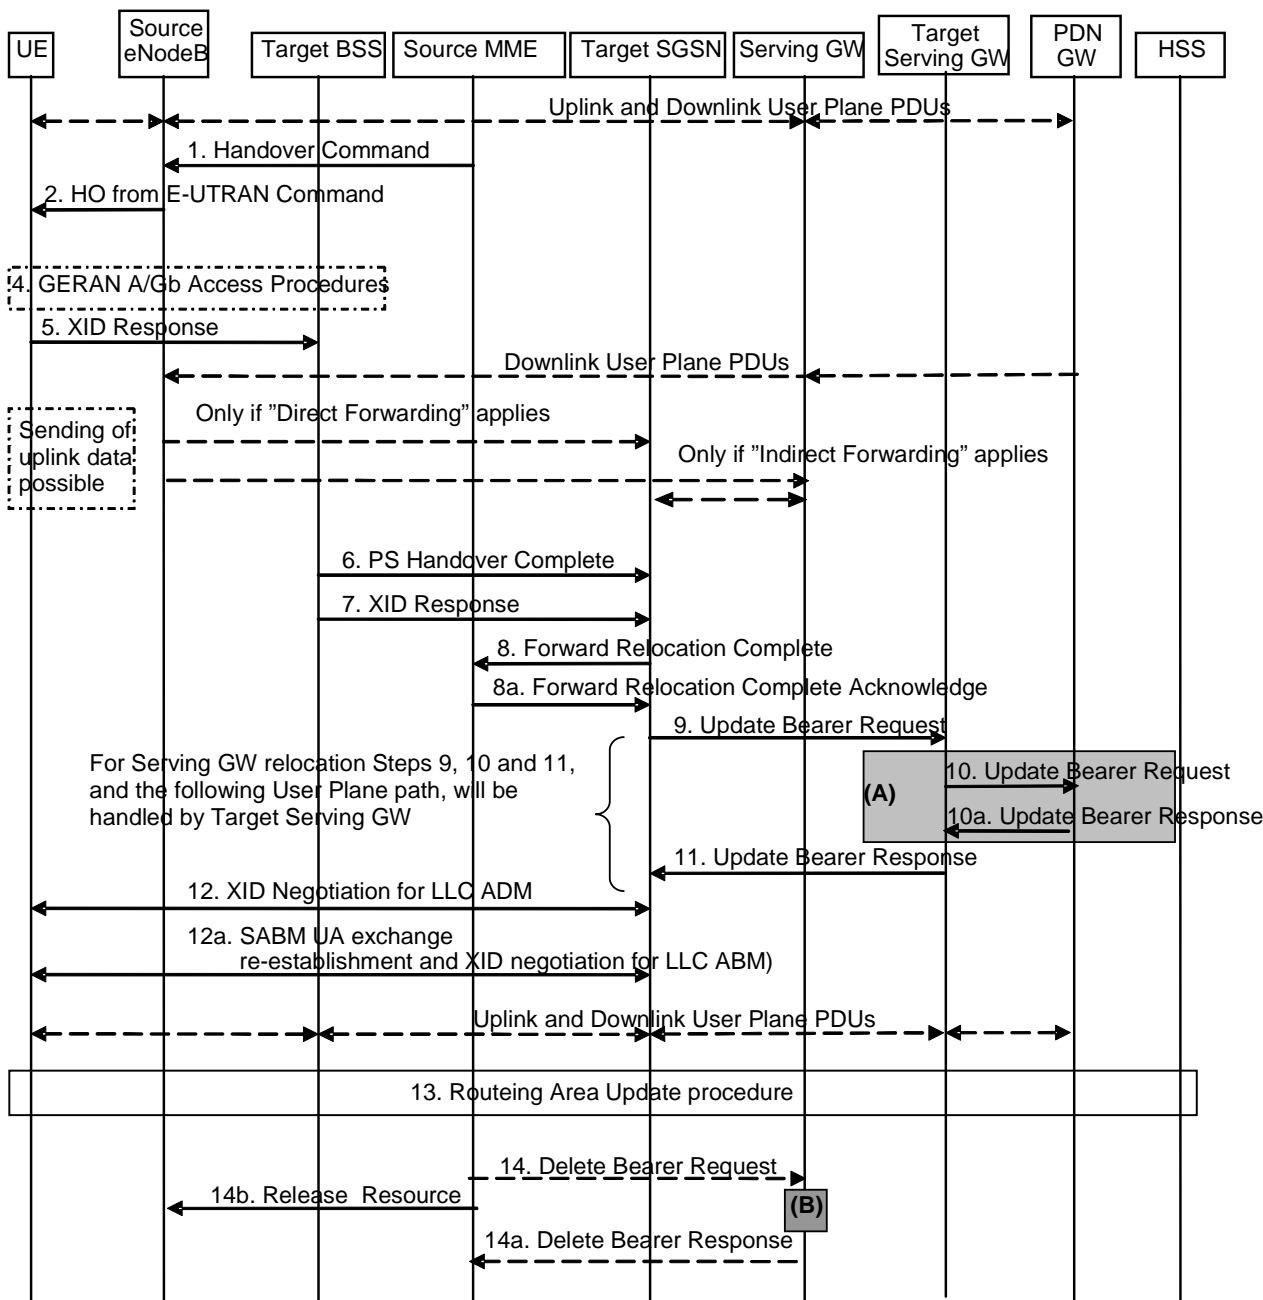 UE
Source
eNodeB
Target BSS
Source MME
Target SGSN
Serving GW
Target
Serving GW
PDN
GW
HSS
Uplink and Downlink User Plane PDUs
1. Handover Command
2. HO from E-UTRAN Command
4. GERAN A/Gb Access Procedures
5. XID Response
Downlink User Plane PDUs
Sending of
uplink data
possible
Only if ”Direct Forwarding” applies
Only if ”Indirect Forwarding” applies
6. PS Handover Complete
7. XID Response
8. Forward Relocation Complete
8a. Forward Relocation Complete Acknowledge
9. Update Bearer Request
For Serving GW relocation Steps 9, 10 and 11,
and the following User Plane path, will be
handled by Target Serving GW
(A)
10. Update Bearer Request
10a. Update Bearer Response
11. Update Bearer Response
12. XID Negotiation for LLC ADM
12a. SABM UA exchange
re-establishment and XID negotiation for LLC ABM)
Uplink and Downlink User Plane PDUs
13. Routeing Area Update procedure
14. Delete Bearer Request
14b. Release Resource
(B)
14a. Delete Bearer Response